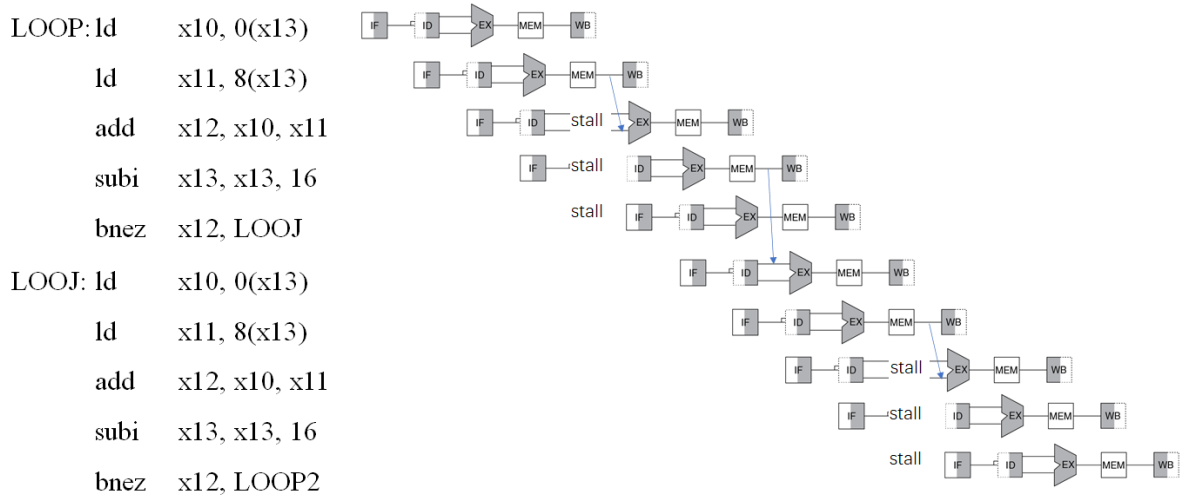 LOOP: ld x10, 0(x13) IF ID EX MEM WB
ld x11, 8(x13) IF ID EX MEM WB
add x12, x10, x11 IF ID stall EX MEM WB
subi x13, x13, 16 IF stall ID EX MEM WB
bnez x12, LOOJ stall IF ID EX MEM WB
LOOJ: ld x10, 0(x13) IF ID EX MEM WB
ld x11, 8(x13) IF ID EX MEM WB
add x12, x10, x11 IF ID stall EX MEM WB
subi x13, x13, 16 IF stall ID EX MEM WB
bnez x12, LOOP2 stall IF ID EX MEM WB